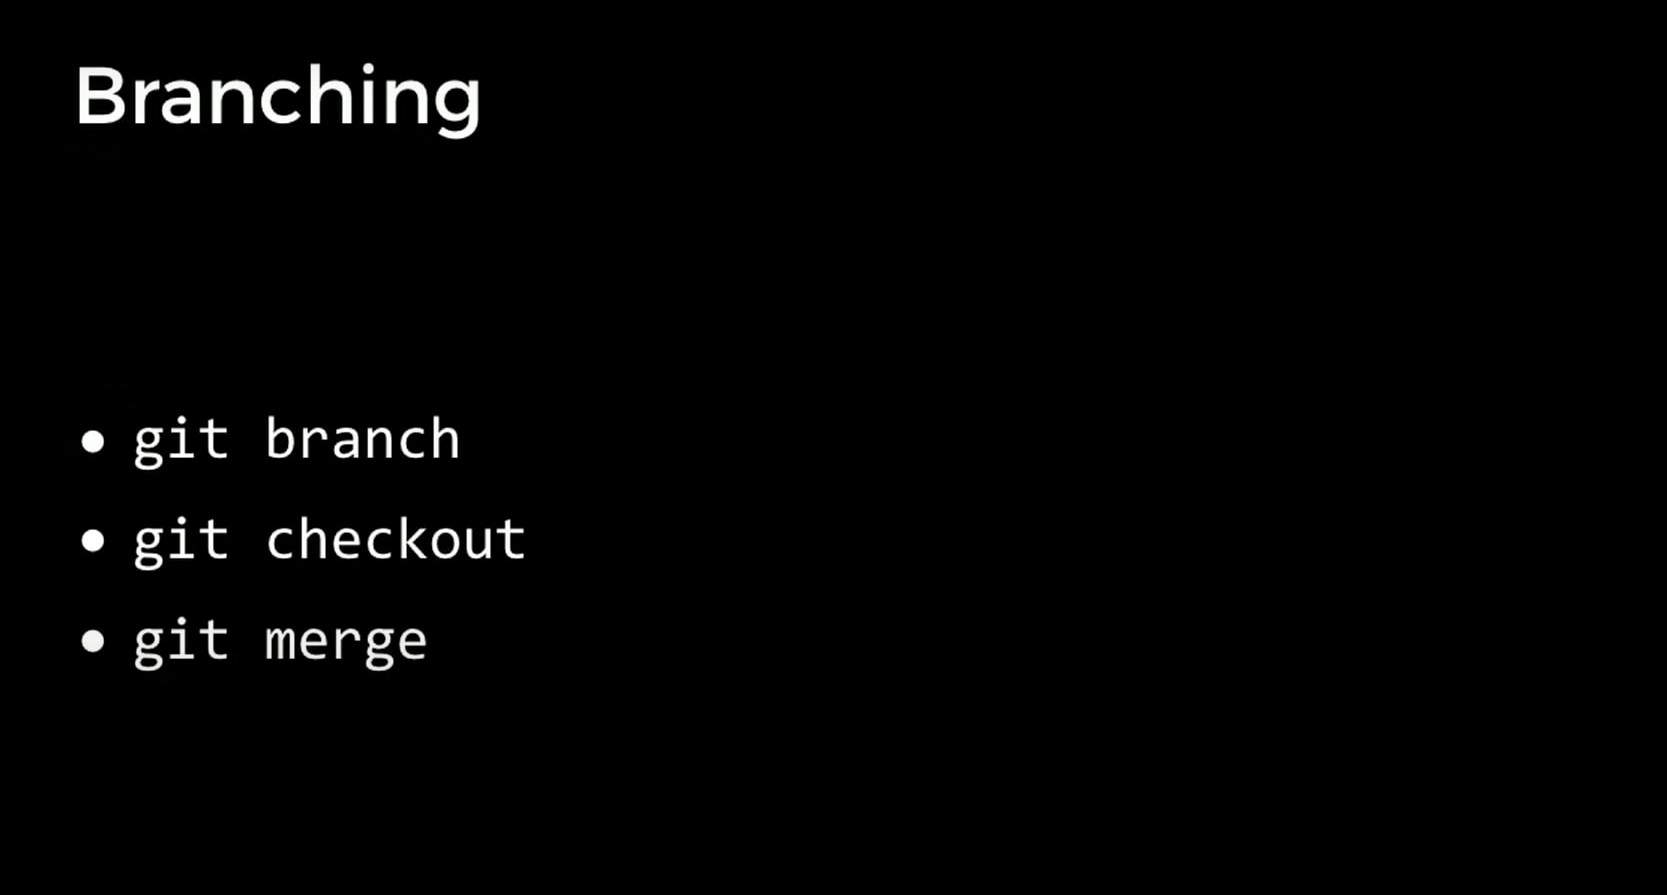 Branching
• git branch
• git checkout
• git merge